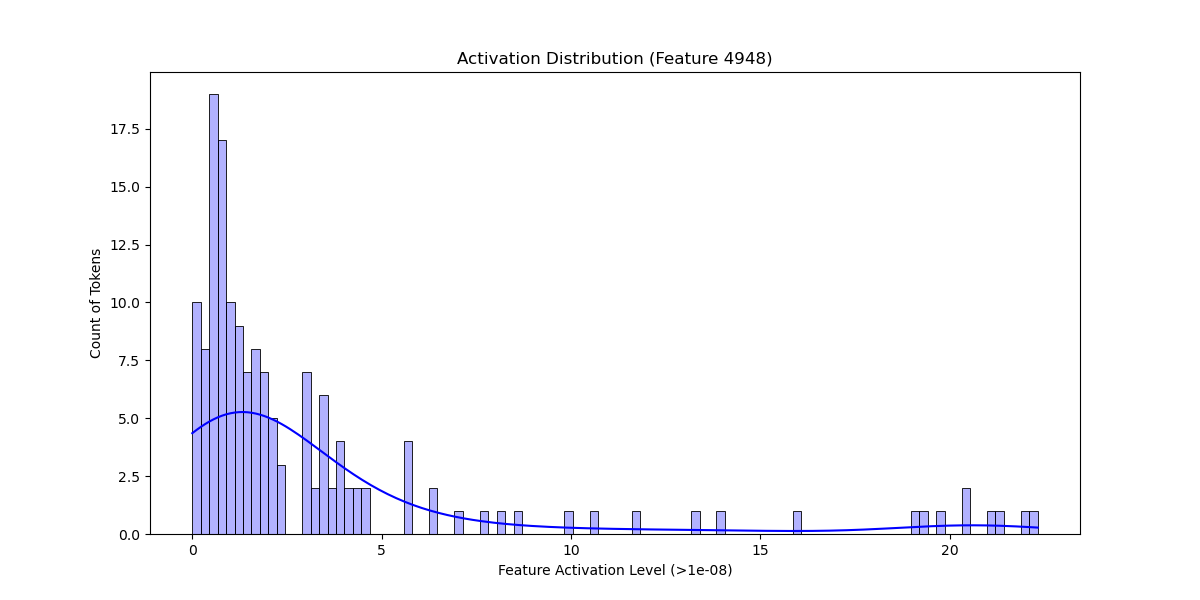 Activation Distribution (Feature 4948)
17.5
15.0
12.5
10.0
7.5
5.0
2.5
0.0
Count of Tokens
0 5 10 15 20
Feature Activation Level (>1e-08)